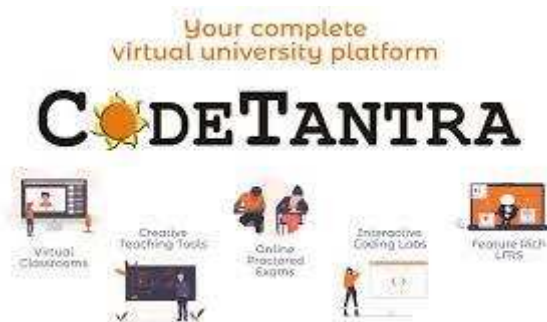 Your complete
virtual university platform
CODETANTRA
Virtual
Classrooms
Creative
Teaching Tools
Online
Proctored
Exams
Interactive
Coding Labs
Feature Rich
LMS